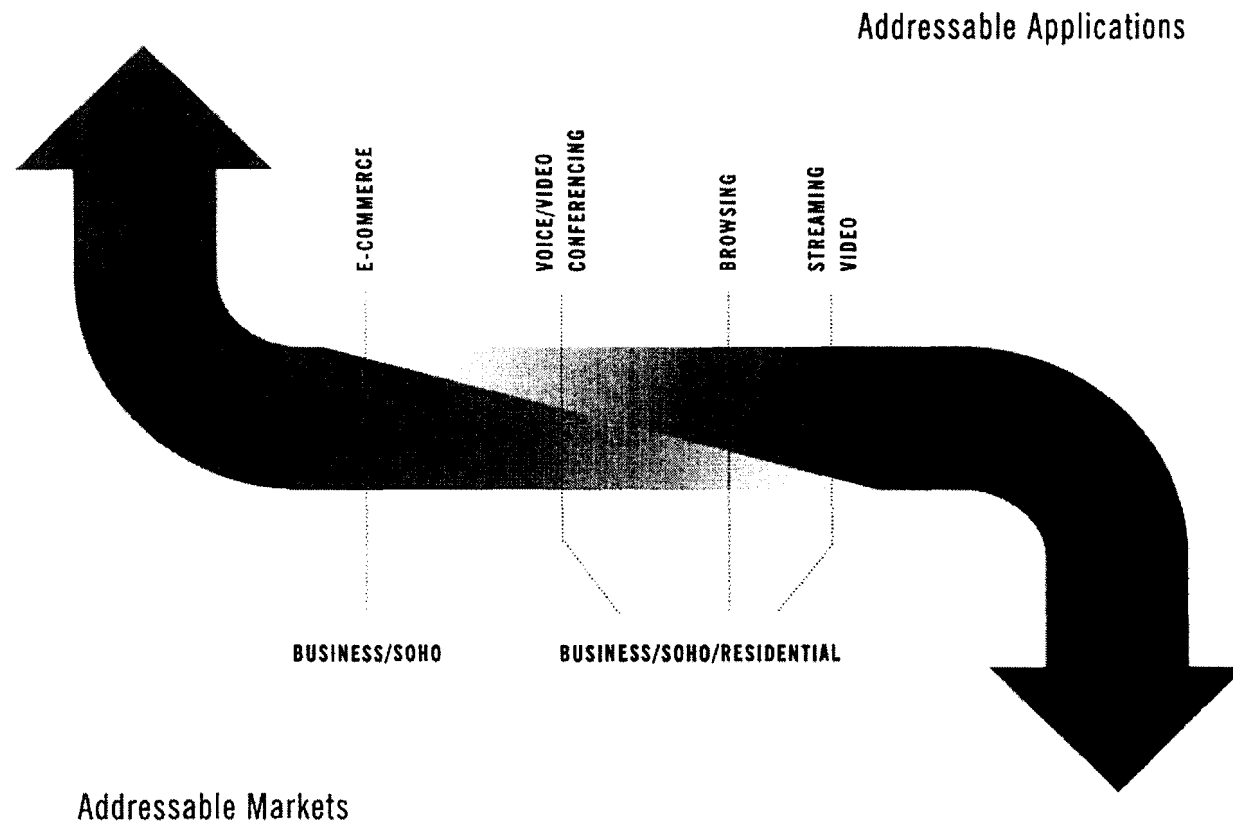 Addressable Applications
E-COMMERCE
VOICE/VIDEO
CONFERENCING
BROWSING
STREAMING
VIDEO
BUSINESS/SOHO
BUSINESS/SOHO/RESIDENTIAL
Addressable Markets